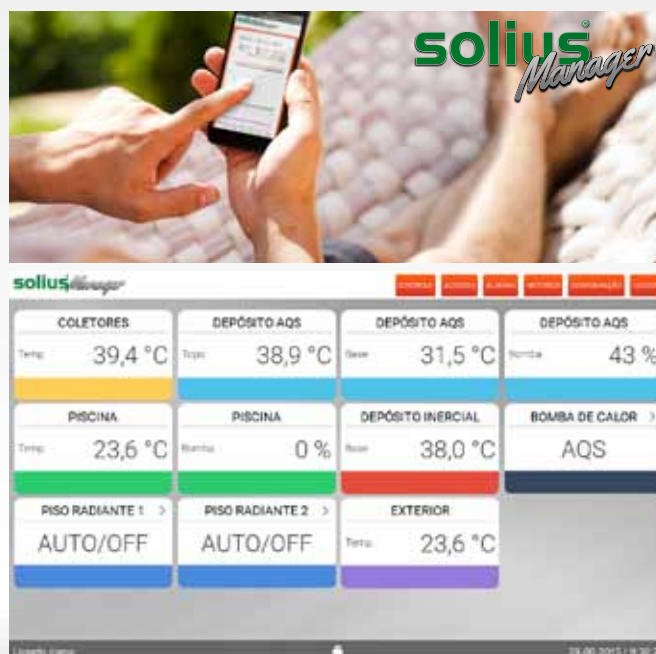 solius
Manager
solius Manager
COLETORES
Temp 39,4 °C
DEPÓSITO AQS
Topo 38,9 °C
DEPÓSITO AQS
Base 31,5 °C
DEPÓSITO AQS
Bomba 43 %
PISCINA
Temp 23,6 °C
PISCINA
Bomba 0 %
DEPÓSITO INERCIAL
Base 38,0 °C
BOMBA DE CALOR >
AQS
PISO RADIANTE 1 >
AUTO/OFF
PISO RADIANTE 2 >
AUTO/OFF
EXTERIOR
Temp 23,6 °C